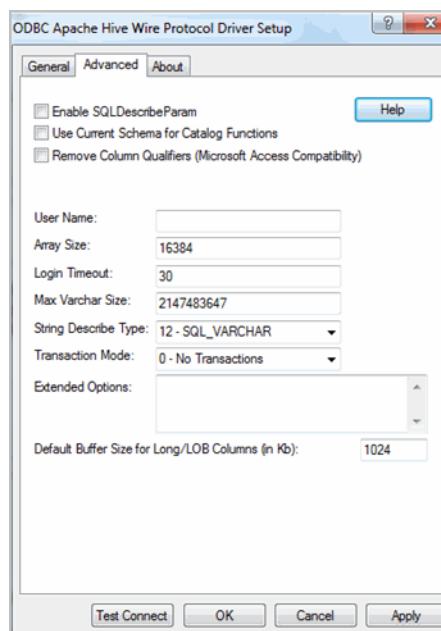 ODBC Apache Hive Wire Protocol Driver Setup
General Advanced About
Enable SQLDescribeParam
Help
Use Current Schema for Catalog Functions
Remove Column Qualifiers (Microsoft Access Compatibility)
User Name:
Array Size: 16384
Login Timeout: 30
Max Varchar Size: 2147483647
String Describe Type: 12 - SQL_VARCHAR
Transaction Mode: 0 - No Transactions
Extended Options:
Default Buffer Size for Long/LOB Columns (in Kb): 1024
Test Connect OK Cancel Apply